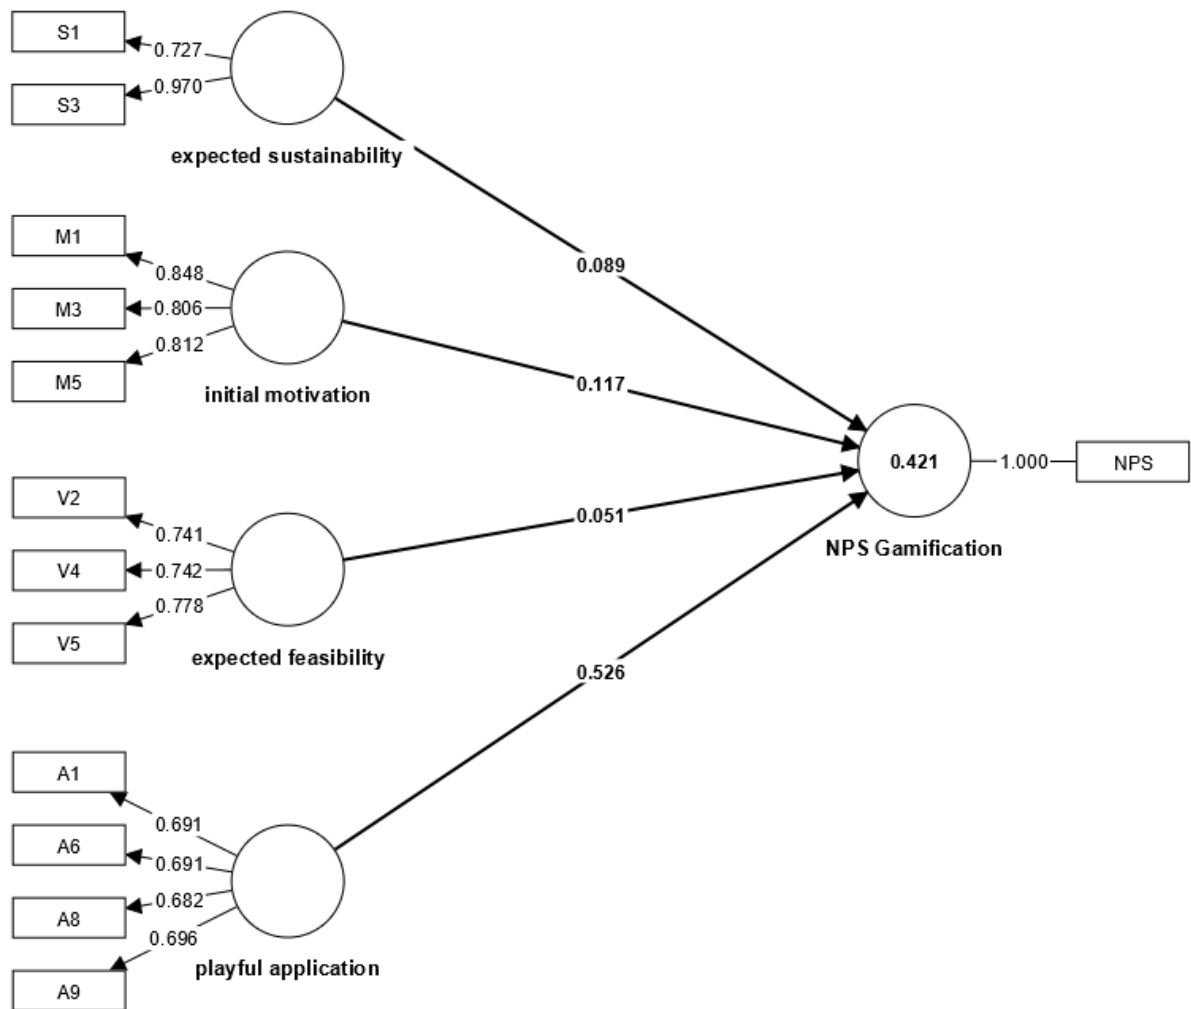 S1
0.727
0.970
S3
expected sustainability
M1
0.848
M3
0.806
0.812
M5
initial motivation
V2
0.741
V4
0.742
0.778
V5
expected feasibility
A1
0.691
A6
0.691
A8
0.682
0.696
A9
playful application
0.089
0.117
0.051
0.526
0.421
1.000
NPS
NPS Gamification